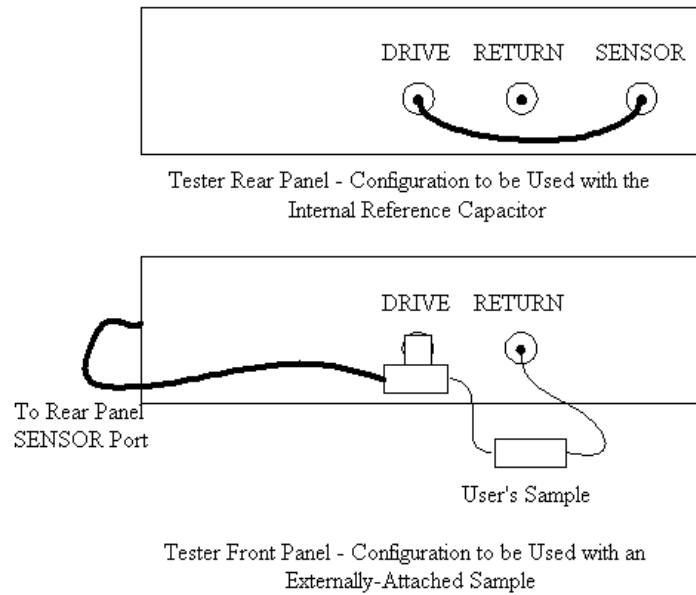 DRIVE RETURN SENSOR
Tester Rear Panel - Configuration to be Used with the
Internal Reference Capacitor
DRIVE RETURN
To Rear Panel
SENSOR Port
User's Sample
Tester Front Panel - Configuration to be Used with an
Externally-Attached Sample